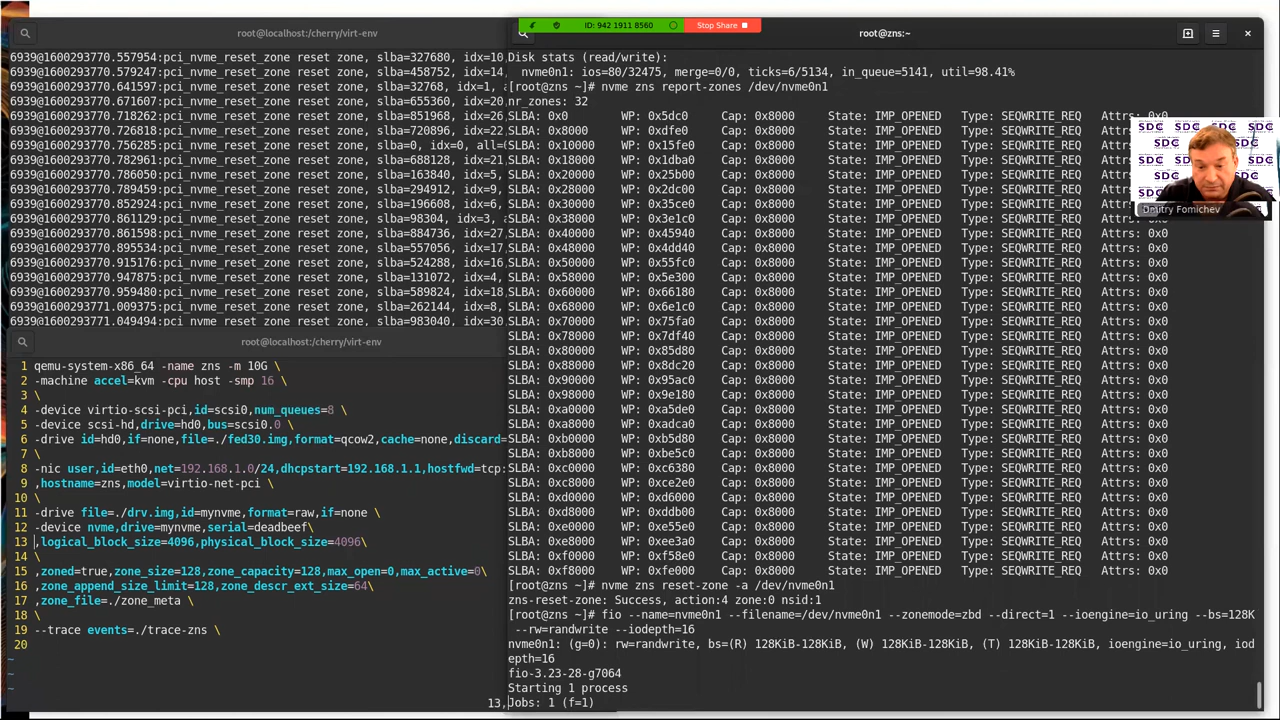 ID: 942 1911 8560
Stop Share
root@localhost:/cherry/virt-env
6939@1600293770.557954:pci_nvme_reset_zone reset zone, slba=327680, idx=10,
6939@1600293770.579247:pci_nvme_reset_zone reset zone, slba=458752, idx=14,
6939@1600293770.641597:pci_nvme_reset_zone reset zone, slba=32768, idx=1,
6939@1600293770.671607:pci_nvme_reset_zone reset zone, slba=655360, idx=20,
6939@1600293770.718262:pci_nvme_reset_zone reset zone, slba=851968, idx=26,
6939@1600293770.726818:pci_nvme_reset_zone reset zone, slba=720896, idx=22,
6939@1600293770.756285:pci_nvme_reset_zone reset zone, slba=0, idx=0, all=
6939@1600293770.782961:pci_nvme_reset_zone reset zone, slba=688128, idx=21,
6939@1600293770.786050:pci_nvme_reset_zone reset zone, slba=163840, idx=5,
6939@1600293770.789459:pci_nvme_reset_zone reset zone, slba=294912, idx=9,
6939@1600293770.852924:pci_nvme_reset_zone reset zone, slba=196608, idx=6,
6939@1600293770.861129:pci_nvme_reset_zone reset zone, slba=98304, idx=3,
6939@1600293770.861598:pci_nvme_reset_zone reset zone, slba=884736, idx=27,
6939@1600293770.895534:pci_nvme_reset_zone reset zone, slba=557056, idx=17,
6939@1600293770.915176:pci_nvme_reset_zone reset zone, slba=524288, idx=16,
6939@1600293770.947875:pci_nvme_reset_zone reset zone, slba=131072, idx=4,
6939@1600293770.959480:pci_nvme_reset_zone reset zone, slba=589824, idx=18,
6939@1600293771.009375:pci_nvme_reset_zone reset zone, slba=262144, idx=8,
6939@1600293771.049494:pci_nvme_reset_zone reset zone, slba=983040, idx=30,
root@localhost:/cherry/virt-env
1 qemu-system-x86_64 -name zns -m 10G \
2 -machine accel=kvm -cpu host -smp 16 \
3 \
4 -device virtio-scsi-pci,id=scsi0,num_queues=8 \
5 -device scsi-hd,drive=hd0,bus=scsi0.0 \
6 -drive id=hd0,if=none,file=./fed30.img,format=qcow2,cache=none,discard=
7 \
8 -nic user,id=eth0,net=192.168.1.0/24,dhcpstart=192.168.1.1,hostfwd=tcp:
9 ,hostname=zns,model=virtio-net-pci \
10 \
11 -drive file=./drv.img,id=mynvme,format=raw,if=none \
12 -device nvme,drive=mynvme,serial=deadbeef\
13 ,logical_block_size=4096,physical_block_size=4096\
14 \
15 ,zoned=true,zone_size=128,zone_capacity=128,max_open=0,max_active=0\
16 ,zone_append_size_limit=128,zone_descr_ext_size=64\
17 ,zone_file=./zone_meta \
18 \
19 --trace events=./trace-zns \
20
~
~
~
13,
root@zns:~
Disk stats (read/write):
nvme0n1: ios=80/32475, merge=0/0, ticks=6/5134, in_queue=5141, util=98.41%
[root@zns ~]# nvme zns report-zones /dev/nvme0n1
nr_zones: 32
SLBA: 0x0 WP: 0x5dc0 Cap: 0x8000 State: IMP_OPENED Type: SEQWRITE_REQ Attrs: 0x0
SLBA: 0x8000 WP: 0xdfe0 Cap: 0x8000 State: IMP_OPENED Type: SEQWRITE_REQ Attrs:
SLBA: 0x10000 WP: 0x15fe0 Cap: 0x8000 State: IMP_OPENED Type: SEQWRITE_REQ Attrs:
SLBA: 0x18000 WP: 0x1dba0 Cap: 0x8000 State: IMP_OPENED Type: SEQWRITE_REQ Attrs:
SLBA: 0x20000 WP: 0x25b00 Cap: 0x8000 State: IMP_OPENED Type: SEQWRITE_REQ Attrs:
SLBA: 0x28000 WP: 0x2dc00 Cap: 0x8000 State: IMP_OPENED Type: SEQWRITE_REQ Attrs:
SLBA: 0x30000 WP: 0x35ce0 Cap: 0x8000 State: IMP_OPENED Type: SEQWRITE_REQ Attrs:
SLBA: 0x38000 WP: 0x3e1c0 Cap: 0x8000 State: IMP_OPENED Type: SEQWRITE_REQ Attrs:
SLBA: 0x40000 WP: 0x45940 Cap: 0x8000 State: IMP_OPENED Type: SEQWRITE_REQ Attrs: 0x0
SLBA: 0x48000 WP: 0x4dd40 Cap: 0x8000 State: IMP_OPENED Type: SEQWRITE_REQ Attrs: 0x0
SLBA: 0x50000 WP: 0x55fc0 Cap: 0x8000 State: IMP_OPENED Type: SEQWRITE_REQ Attrs: 0x0
SLBA: 0x58000 WP: 0x5e300 Cap: 0x8000 State: IMP_OPENED Type: SEQWRITE_REQ Attrs: 0x0
SLBA: 0x60000 WP: 0x66180 Cap: 0x8000 State: IMP_OPENED Type: SEQWRITE_REQ Attrs: 0x0
SLBA: 0x68000 WP: 0x6e1c0 Cap: 0x8000 State: IMP_OPENED Type: SEQWRITE_REQ Attrs: 0x0
SLBA: 0x70000 WP: 0x75fa0 Cap: 0x8000 State: IMP_OPENED Type: SEQWRITE_REQ Attrs: 0x0
SLBA: 0x78000 WP: 0x7df40 Cap: 0x8000 State: IMP_OPENED Type: SEQWRITE_REQ Attrs: 0x0
SLBA: 0x80000 WP: 0x85d80 Cap: 0x8000 State: IMP_OPENED Type: SEQWRITE_REQ Attrs: 0x0
SLBA: 0x88000 WP: 0x8dc20 Cap: 0x8000 State: IMP_OPENED Type: SEQWRITE_REQ Attrs: 0x0
SLBA: 0x90000 WP: 0x95ac0 Cap: 0x8000 State: IMP_OPENED Type: SEQWRITE_REQ Attrs: 0x0
SLBA: 0x98000 WP: 0x9e180 Cap: 0x8000 State: IMP_OPENED Type: SEQWRITE_REQ Attrs: 0x0
SLBA: 0xa0000 WP: 0xa5de0 Cap: 0x8000 State: IMP_OPENED Type: SEQWRITE_REQ Attrs: 0x0
SLBA: 0xa8000 WP: 0xadca0 Cap: 0x8000 State: IMP_OPENED Type: SEQWRITE_REQ Attrs: 0x0
SLBA: 0xb0000 WP: 0xb5d80 Cap: 0x8000 State: IMP_OPENED Type: SEQWRITE_REQ Attrs: 0x0
SLBA: 0xb8000 WP: 0xbe5c0 Cap: 0x8000 State: IMP_OPENED Type: SEQWRITE_REQ Attrs: 0x0
SLBA: 0xc0000 WP: 0xc6380 Cap: 0x8000 State: IMP_OPENED Type: SEQWRITE_REQ Attrs: 0x0
SLBA: 0xc8000 WP: 0xce2e0 Cap: 0x8000 State: IMP_OPENED Type: SEQWRITE_REQ Attrs: 0x0
SLBA: 0xd0000 WP: 0xd6000 Cap: 0x8000 State: IMP_OPENED Type: SEQWRITE_REQ Attrs: 0x0
SLBA: 0xd8000 WP: 0xddb00 Cap: 0x8000 State: IMP_OPENED Type: SEQWRITE_REQ Attrs: 0x0
SLBA: 0xe0000 WP: 0xe55e0 Cap: 0x8000 State: IMP_OPENED Type: SEQWRITE_REQ Attrs: 0x0
SLBA: 0xe8000 WP: 0xee3a0 Cap: 0x8000 State: IMP_OPENED Type: SEQWRITE_REQ Attrs: 0x0
SLBA: 0xf0000 WP: 0xf58e0 Cap: 0x8000 State: IMP_OPENED Type: SEQWRITE_REQ Attrs: 0x0
SLBA: 0xf8000 WP: 0xfe000 Cap: 0x8000 State: IMP_OPENED Type: SEQWRITE_REQ Attrs: 0x0
[root@zns ~]# nvme zns reset-zone -a /dev/nvme0n1
zns-reset-zone: Success, action:4 zone:0 nsid:1
[root@zns ~]# fio --name=nvme0n1 --filename=/dev/nvme0n1 --zonemode=zbd --direct=1 --ioengine=io_uring --bs=128K
--rw=randwrite --iodepth=16
nvme0n1: (g=0): rw=randwrite, bs=(R) 128KiB-128KiB, (W) 128KiB-128KiB, (T) 128KiB-128KiB, ioengine=io_uring, iod
epth=16
fio-3.23-28-g7064
Starting 1 process
Jobs: 1 (f=1)
SDC
SDC
SDC
SDC
Dmitry Fomichev